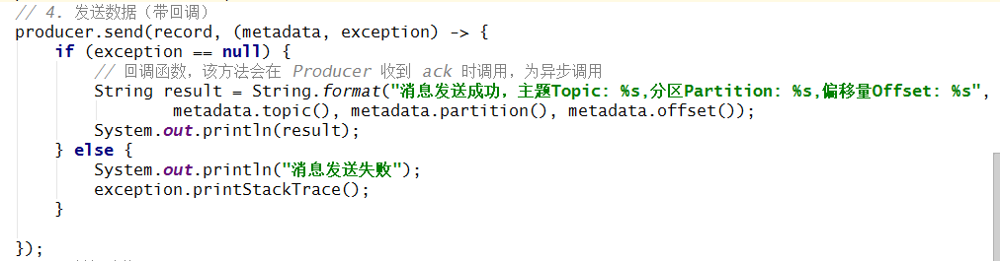 // 4. 发送数据（带回调）
producer.send(record, (metadata, exception) -> {
    if (exception == null) {
        // 回调函数，该方法会在 Producer 收到 ack 时调用，为异步调用
        String result = String.format("消息发送成功，主题Topic: %s,分区Partition: %s,偏移量Offset: %s",
                metadata.topic(), metadata.partition(), metadata.offset());
        System.out.println(result);
    } else {
        System.out.println("消息发送失败");
        exception.printStackTrace();
    }
});